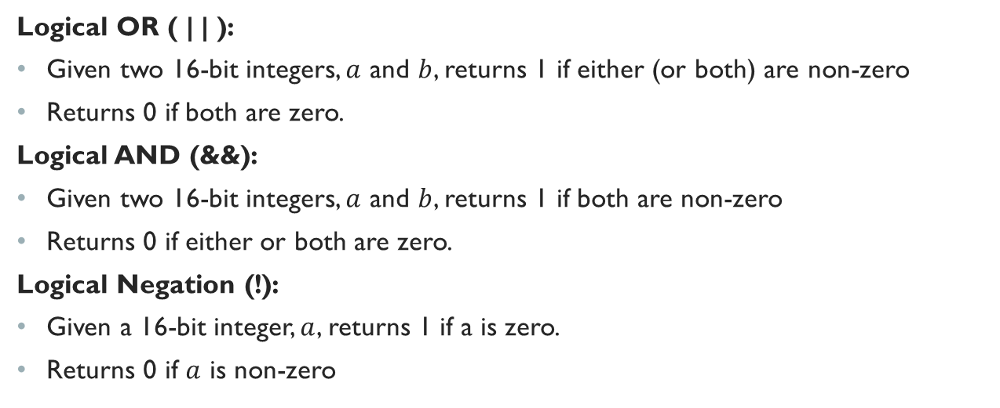 Logical OR ( | | ):
• Given two 16-bit integers, a and b, returns 1 if either (or both) are non-zero
• Returns 0 if both are zero.
Logical AND (&&):
• Given two 16-bit integers, a and b, returns 1 if both are non-zero
• Returns 0 if either or both are zero.
Logical Negation (!):
• Given a 16-bit integer, a, returns 1 if a is zero.
• Returns 0 if a is non-zero